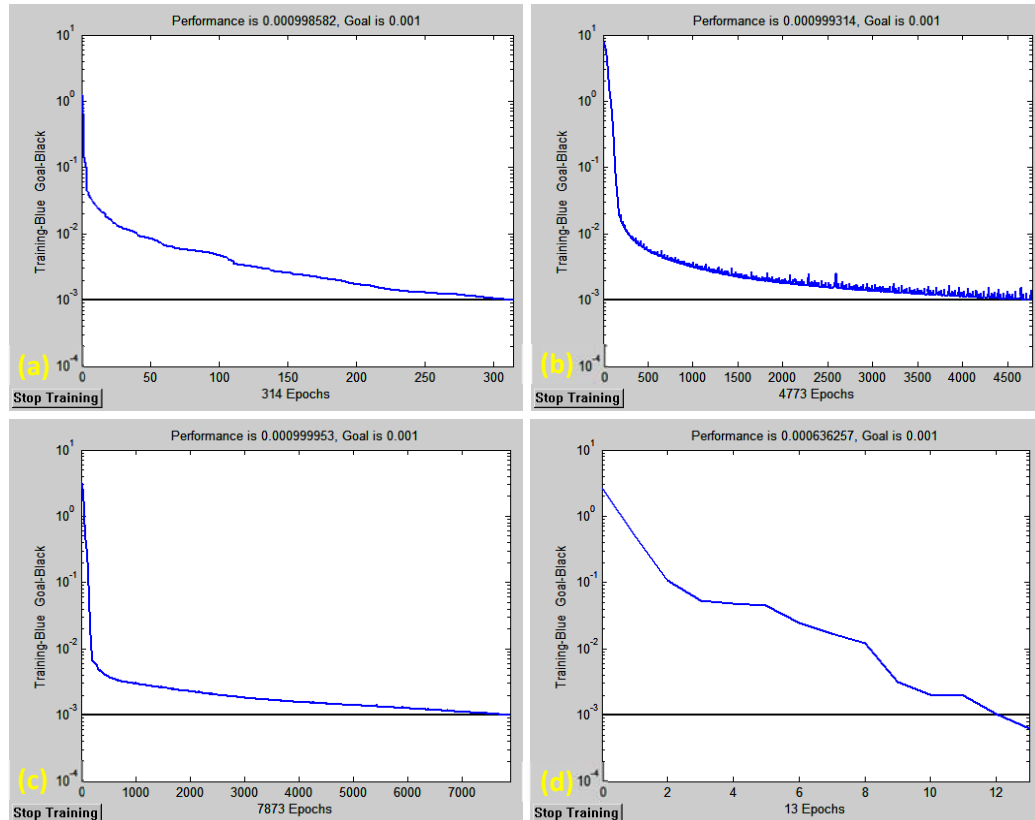 Performance is 0.000998582, Goal is 0.001
Training-Blue Goal-Black
10^1
10^0
10^-1
10^-2
10^-3
10^-4
0 50 100 150 200 250 300
314 Epochs
(a)
Stop Training
Performance is 0.000999314, Goal is 0.001
Training-Blue Goal-Black
10^1
10^0
10^-1
10^-2
10^-3
10^-4
0 500 1000 1500 2000 2500 3000 3500 4000 4500
4773 Epochs
(b)
Stop Training
Performance is 0.000999953, Goal is 0.001
Training-Blue Goal-Black
10^1
10^0
10^-1
10^-2
10^-3
10^-4
0 1000 2000 3000 4000 5000 6000 7000
7873 Epochs
(c)
Stop Training
Performance is 0.000636257, Goal is 0.001
Training-Blue Goal-Black
10^1
10^0
10^-1
10^-2
10^-3
10^-4
0 2 4 6 8 10 12
13 Epochs
(d)
Stop Training